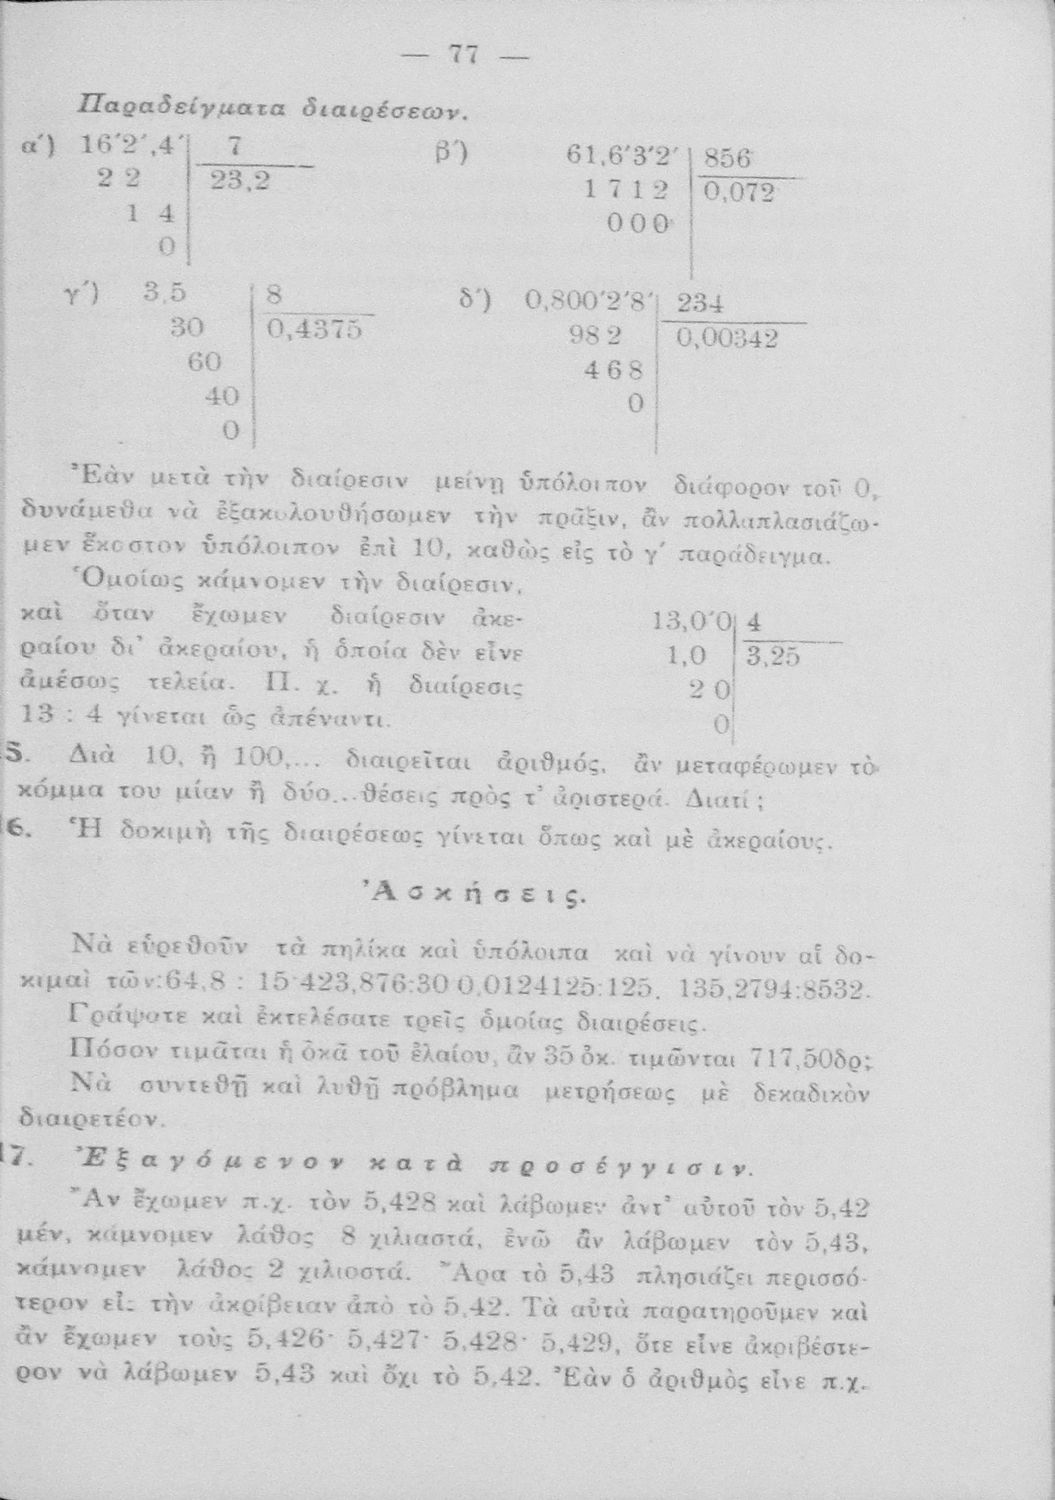 — 77 —
Παραδείγματα διαιρέσεων.
α´) 16′2′,4′ 7 β´) 61,6′3′2′ 856
2 2 23,2 1 7 1 2 0,072
1 4 0 0 0
0
γ´) 3,5 8 δ´) 0,800′2′8′ 234
30 0,4375 98 2 0,00342
60 4 6 8
40 0
0
Ἐὰν μετὰ τὴν διαίρεσιν μείνῃ ὑπόλοιπον διάφορον τοῦ 0,
δυνάμεθα νὰ ἐξακολουθήσωμεν τὴν πρᾶξιν, ἂν πολλαπλασιάζω-
μεν ἕκαστον ὑπόλοιπον ἐπὶ 10, καθὼς εἰς τὸ γ´ παράδειγμα.
Ὁμοίως κάμνομεν τὴν διαίρεσιν,
καὶ ὅταν ἔχωμεν διαίρεσιν ἀκε-
ραίου δι᾽ ἀκεραίου, ἡ ὁποία δὲν εἶνε
ἀμέσως τελεία. Π. χ. ἡ διαίρεσις
13 : 4 γίνεται ὡς ἀπέναντι.
13,0′0 4
1,0 3,25
2 0
0
5. Διὰ 10, ἢ 100,... διαιρεῖται ἀριθμός, ἂν μεταφέρωμεν τὸ
κόμμα του μίαν ἢ δύο...θέσεις πρὸς τ᾽ ἀριστερά. Διατί ;
6. Ἡ δοκιμὴ τῆς διαιρέσεως γίνεται ὅπως καὶ μὲ ἀκεραίους.
Ἀσκήσεις.
Νὰ εὑρεθοῦν τὰ πηλίκα καὶ ὑπόλοιπα καὶ νὰ γίνουν αἱ δο-
κιμαὶ τῶν:64,8 : 15·423,876:30 0,0124125:125. 135,2794:8532.
Γράψατε καὶ ἐκτελέσατε τρεῖς ὁμοίας διαιρέσεις.
Πόσον τιμᾶται ἡ ὀκᾶ τοῦ ἐλαίου, ἂν 35 ὀκ. τιμῶνται 717,50δρ;
Νὰ συντεθῇ καὶ λυθῇ πρόβλημα μετρήσεως μὲ δεκαδικὸν
διαιρετέον.
17. Ἐξαγόμενον κατὰ προσέγγισιν.
Ἂν ἔχωμεν π.χ. τὸν 5,428 καὶ λάβωμεν ἀντ᾽ αὐτοῦ τὸν 5,42
μέν, κάμνομεν λάθος 8 χιλιαστά, ἐνῶ ἂν λάβωμεν τὸν 5,43,
κάμνομεν λάθος 2 χιλιοστά. Ἄρα τὸ 5,43 πλησιάζει περισσό-
τερον εἰς τὴν ἀκρίβειαν ἀπὸ τὸ 5,42. Τὰ αὐτὰ παρατηροῦμεν καὶ
ἂν ἔχωμεν τοὺς 5,426· 5,427· 5,428· 5,429, ὅτε εἶνε ἀκριβέστε-
ρον νὰ λάβωμεν 5,43 καὶ ὄχι τὸ 5,42. Ἐὰν ὁ ἀριθμὸς εἶνε π.χ.